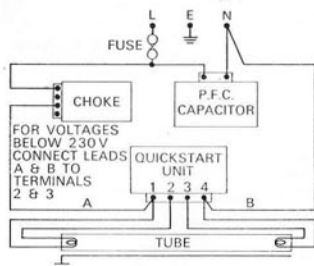 L E N
FUSE
CHOKE
P.F.C.
CAPACITOR
FOR VOLTAGES
BELOW 230V
CONNECT LEADS
A & B TO
TERMINALS
2 & 3
QUICKSTART
UNIT
1 2 3 4
A B
TUBE